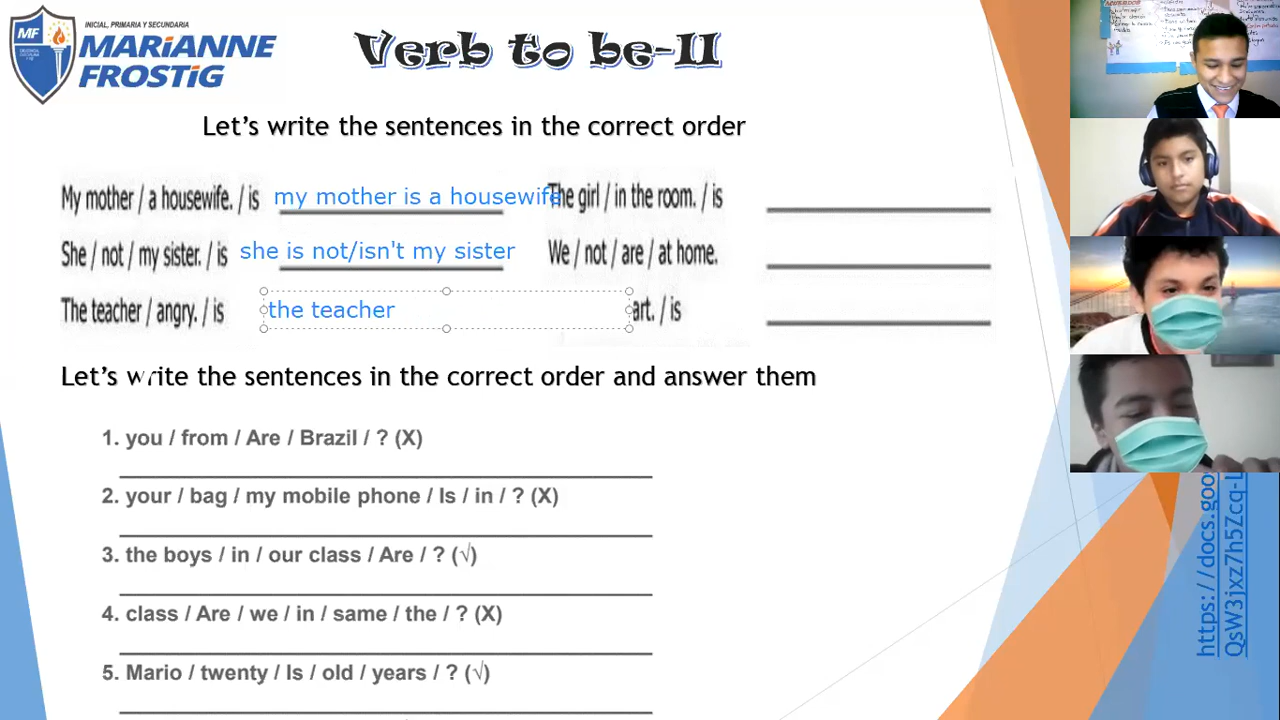 INICIAL, PRIMARIA Y SECUNDARIA
MF
MARiANNE
FROSTiG
Verb to be-II
Let's write the sentences in the correct order
My mother / a housewife. / is my mother is a housewife The girl / in the room. / is
She / not / my sister. / is she is not/isn't my sister We / not / are / at home.
The teacher / angry. / is the teacher art. / is
Let's write the sentences in the correct order and answer them
1. you / from / Are / Brazil / ? (X)
2. your / bag / my mobile phone / Is / in / ? (X)
3. the boys / in / our class / Are / ? (√)
4. class / Are / we / in / same / the / ? (X)
5. Mario / twenty / Is / old / years / ? (√)
https://docs.goo
QsW3jxz7h5Zcq-L